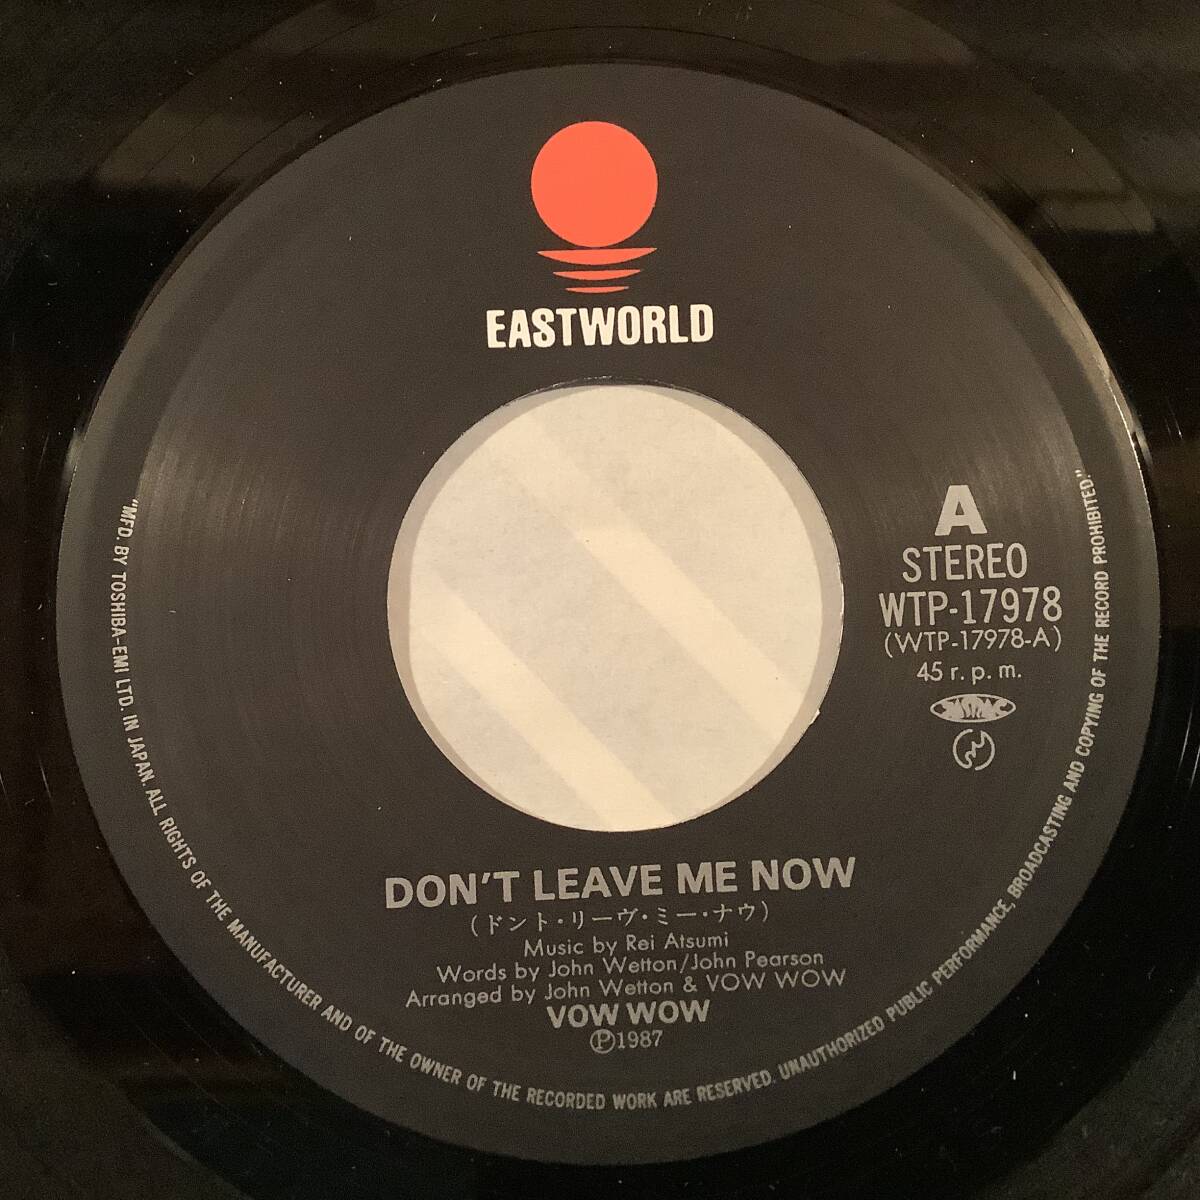 EASTWORLD
A
STEREO
WTP-17978
(WTP-17978-A)
45 r.p.m.
DON'T LEAVE ME NOW
(ドント・リーヴ・ミー・ナウ)
Music by Rei Atsumi
Words by John Wetton/John Pearson
Arranged by John Wetton & VOW WOW
VOW WOW
Ⓟ1987
"MFD. BY TOSHIBA-EMI LTD. IN JAPAN. ALL RIGHTS OF THE MANUFACTURER AND OF THE OWNER OF THE RECORDED WORK ARE RESERVED. UNAUTHORIZED PUBLIC PERFORMANCE, BROADCASTING AND COPYING OF THE RECORD PROHIBITED."